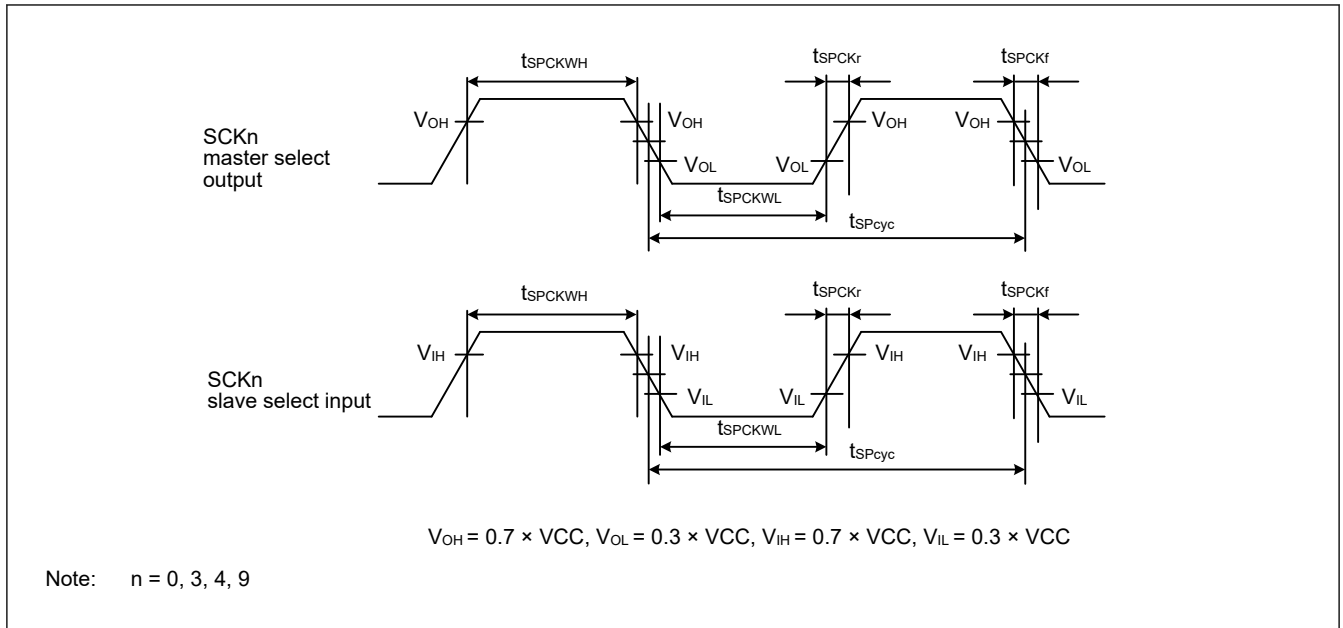 tSPCKWH
tSPCKr
tSPCKf
SCKn
master select
output
VOH
VOH
VOL
VOL
VOH
VOH
VOL
tSPCKWL
tSPcyc
tSPCKWH
tSPCKr
tSPCKf
SCKn
slave select input
VIH
VIH
VIL
VIL
VIH
VIH
VIL
tSPCKWL
tSPcyc
VOH = 0.7 × VCC, VOL = 0.3 × VCC, VIH = 0.7 × VCC, VIL = 0.3 × VCC
Note: n = 0, 3, 4, 9